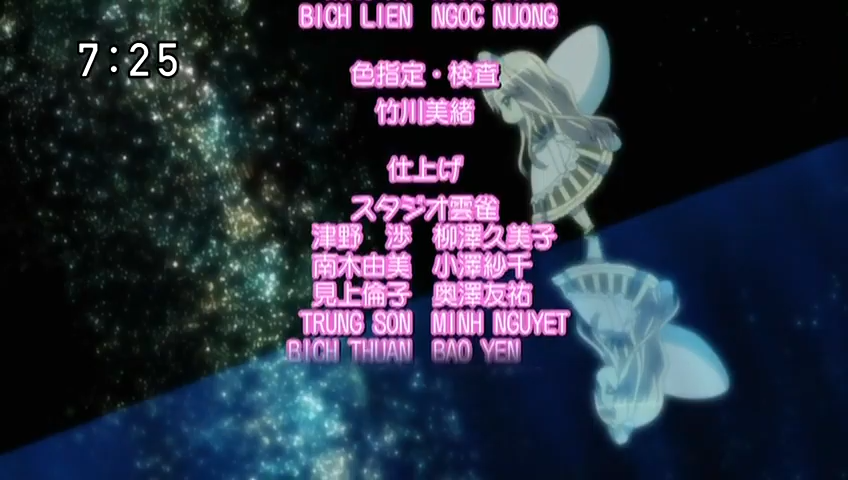 BICH LIEN NGOC NUONG
7:25
色指定・検査
竹川美緒
仕上げ
スタジオ雲雀
津野 渉 柳澤久美子
南木由美 小澤紗千
見上倫子 奥澤友祐
TRUNG SON MINH NGUYET
BICH THUAN BAO YEN